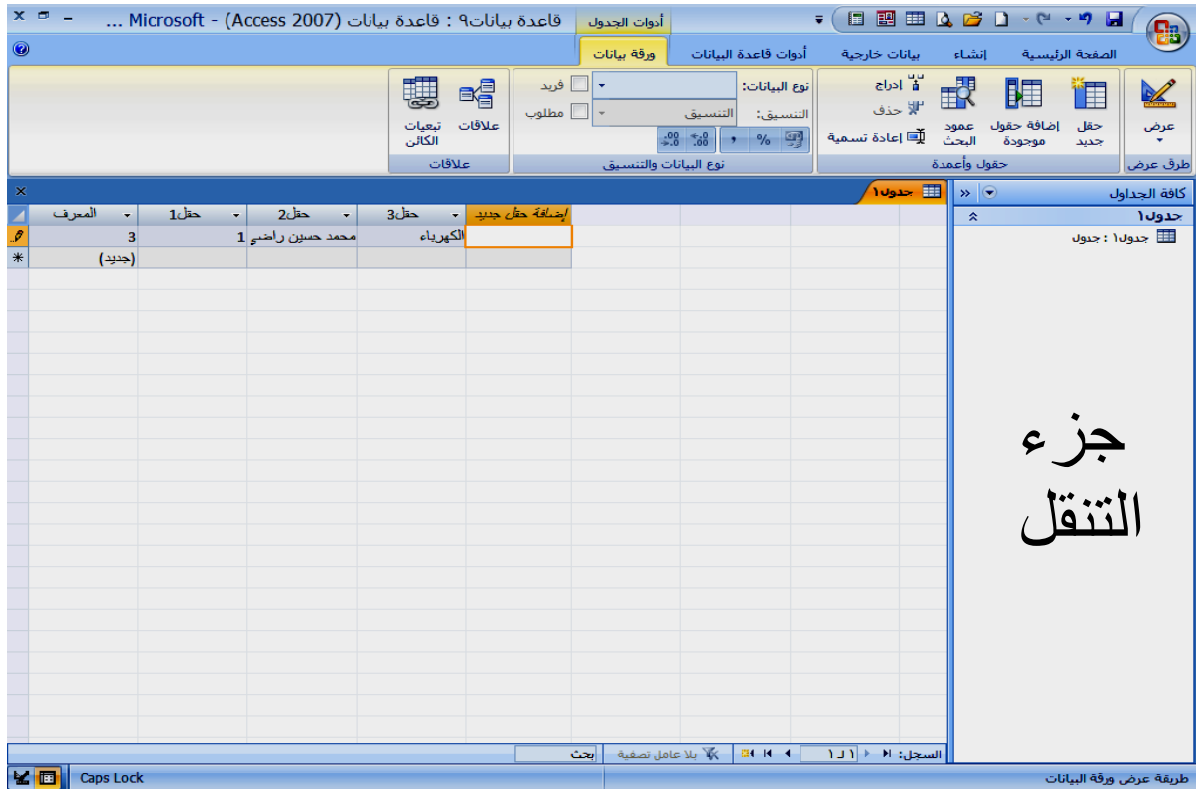 قاعدة بيانات٩ : قاعدة بيانات (Access 2007) - Microsoft ...
أدوات الجدول
الصفحة الرئيسية
إنشاء
بيانات خارجية
أدوات قاعدة البيانات
ورقة بيانات
عرض
طرق عرض
حقل جديد
إضافة حقول موجودة
عمود البحث
إدراج
حذف
إعادة تسمية
حقول وأعمدة
نوع البيانات:
فريد
التنسيق: التنسيق
مطلوب
% ,
نوع البيانات والتنسيق
علاقات
تبعيات الكائن
علاقات
كافة الجداول
جدول١
جدول١ : جدول
جدول١
المعرف حقل1 حقل2 حقل3 إضافة حقل جديد
3 1 محمد حسين راضي الكهرباء
(جديد)
جزء
التنقل
السجل: ١ لـ ١ بلا عامل تصفية بحث
طريقة عرض ورقة البيانات
Caps Lock